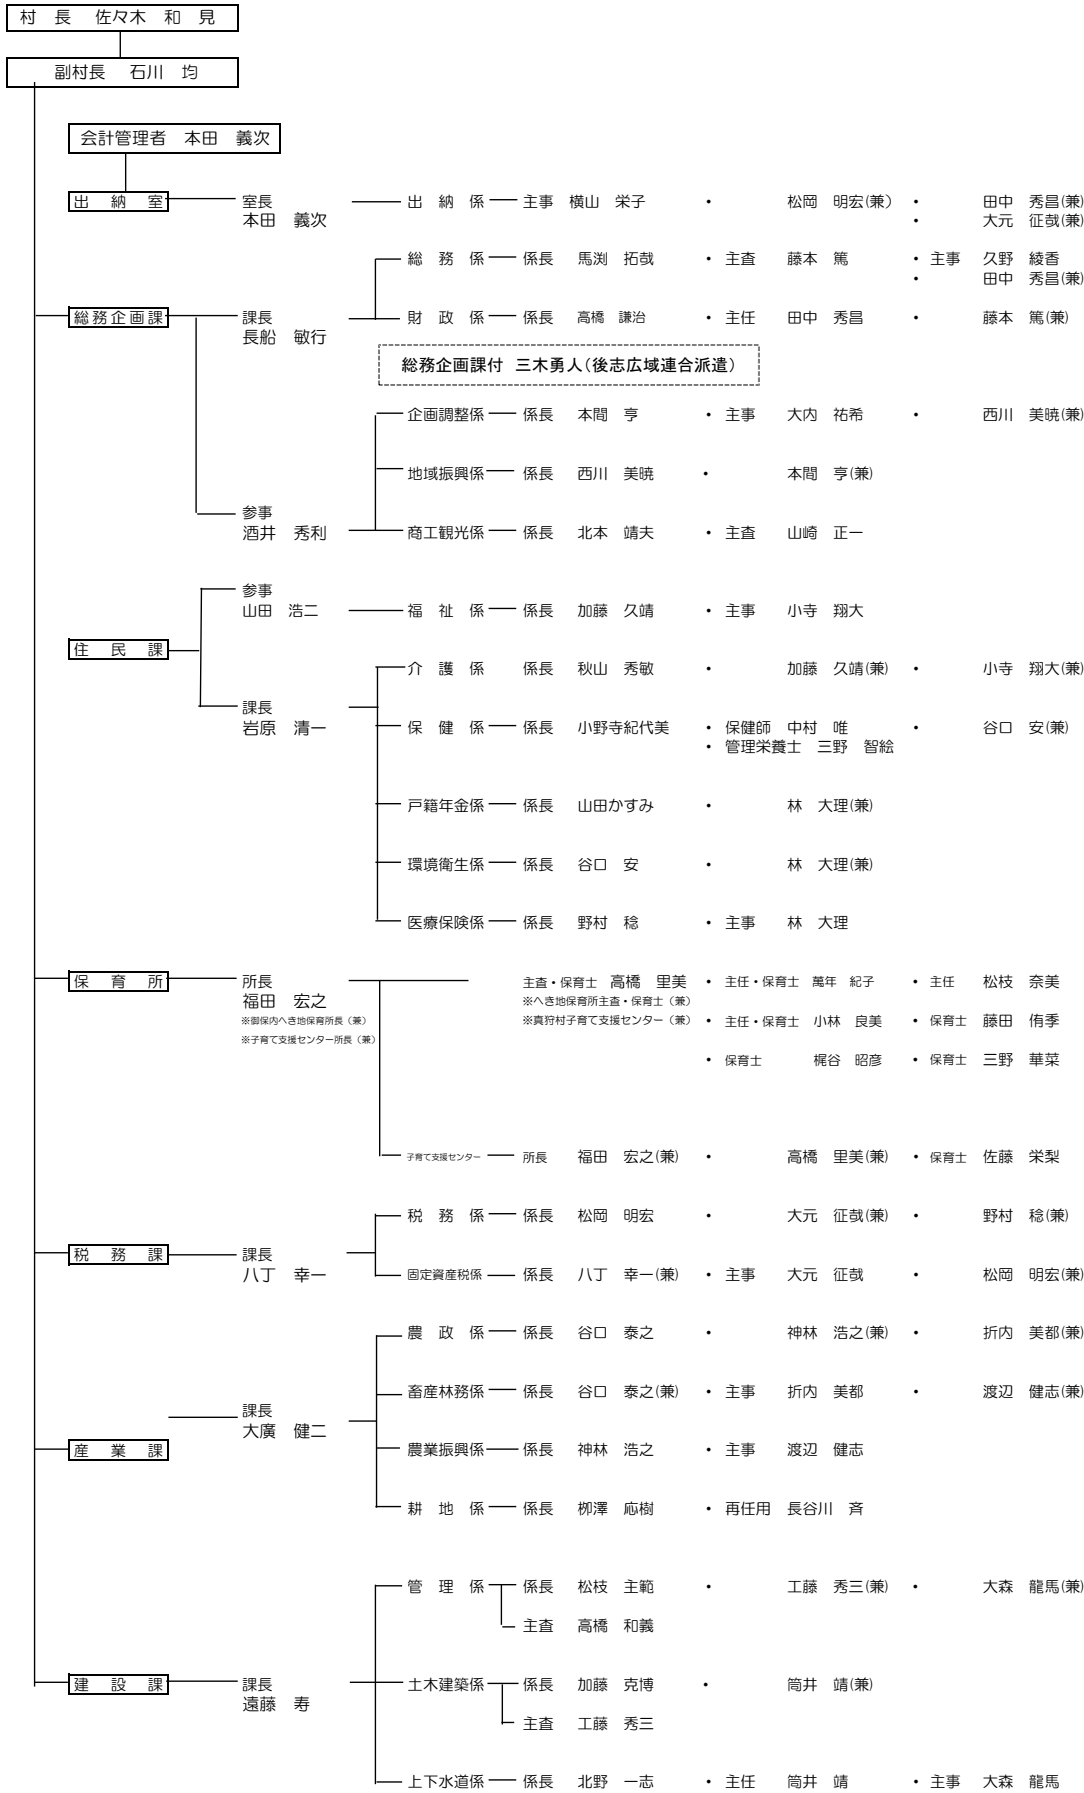 村　長　佐々木　和　見
副村長　石川　均
会計管理者　本田　義次
出　納　室　室長　出　納　係　主事　横山　栄子　・　松岡　明宏(兼)　・　田中　秀昌(兼)
本田　義次　・　大元　征哉(兼)
総　務　係　係長　馬渕　拓哉　・　主査　藤本　篤　・　主事　久野　綾香
・　田中　秀昌(兼)
総務企画課　課長　財　政　係　係長　高橋　謙治　・　主任　田中　秀昌　・　藤本　篤(兼)
長船　敏行
総務企画課付　三木勇人(後志広域連合派遣)
企画調整係　係長　本間　亨　・　主事　大内　祐希　・　西川　美暁(兼)
地域振興係　係長　西川　美暁　・　本間　亨(兼)
参事
酒井　秀利　商工観光係　係長　北本　靖夫　・　主査　山崎　正一
参事
山田　浩二　福　祉　係　係長　加藤　久靖　・　主事　小寺　翔大
住　民　課
介　護　係　係長　秋山　秀敏　・　加藤　久靖(兼)　・　小寺　翔大(兼)
課長
岩原　清一　保　健　係　係長　小野寺紀代美　・　保健師　中村　唯　・　谷口　安(兼)
・　管理栄養士　三野　智絵
戸籍年金係　係長　山田かすみ　・　林　大理(兼)
環境衛生係　係長　谷口　安　・　林　大理(兼)
医療保険係　係長　野村　稔　・　主事　林　大理
保　育　所　所長　主査・保育士　高橋　里美　・　主任・保育士　萬年　紀子　・　主任　松枝　奈美
福田　宏之　※へき地保育所主査・保育士（兼）
※御保内へき地保育所長（兼）　※真狩村子育て支援センター（兼）　・　主任・保育士　小林　良美　・　保育士　藤田　侑季
※子育て支援センター所長（兼）
・　保育士　梶谷　昭彦　・　保育士　三野　華菜
子育て支援センター　所長　福田　宏之(兼)　・　高橋　里美(兼)　・　保育士　佐藤　栄梨
税　務　係　係長　松岡　明宏　・　大元　征哉(兼)　・　野村　稔(兼)
税　務　課　課長
八丁　幸一　固定資産税係　係長　八丁　幸一(兼)　・　主事　大元　征哉　・　松岡　明宏(兼)
農　政　係　係長　谷口　泰之　・　神林　浩之(兼)　・　折内　美都(兼)
畜産林務係　係長　谷口　泰之(兼)　・　主事　折内　美都　・　渡辺　健志(兼)
課長
大廣　健二
産　業　課　農業振興係　係長　神林　浩之　・　主事　渡辺　健志
耕　地　係　係長　柳澤　応樹　・　再任用　長谷川　斉
管　理　係　係長　松枝　主範　・　工藤　秀三(兼)　・　大森　龍馬(兼)
主査　高橋　和義
建　設　課　課長　土木建築係　係長　加藤　克博　・　筒井　靖(兼)
遠藤　寿
主査　工藤　秀三
上下水道係　係長　北野　一志　・　主任　筒井　靖　・　主事　大森　龍馬